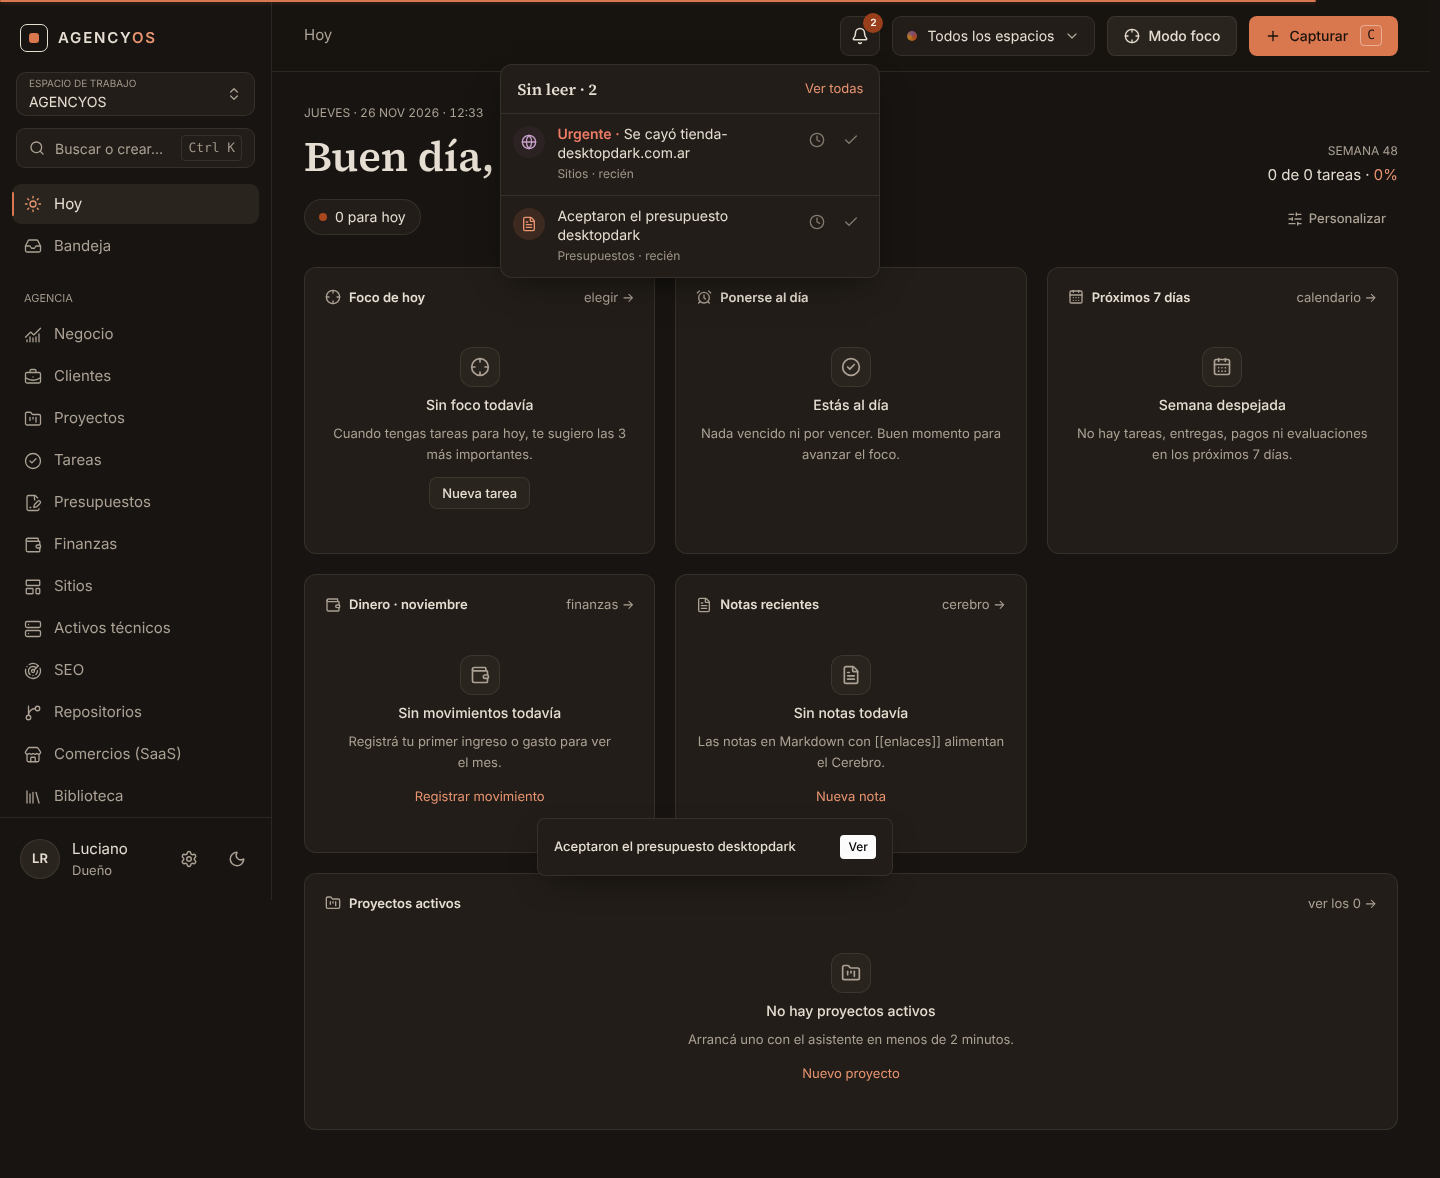 AGENCYOS
ESPACIO DE TRABAJO
AGENCYOS
Buscar o crear...
Ctrl K
Hoy
Bandeja
AGENCIA
Negocio
Clientes
Proyectos
Tareas
Presupuestos
Finanzas
Sitios
Activos técnicos
SEO
Repositorios
Comercios (SaaS)
Biblioteca
LR
Luciano
Dueño
Hoy
2
Todos los espacios
Modo foco
+ Capturar C
JUEVES · 26 NOV 2026 · 12:33
Buen día,
0 para hoy
SEMANA 48
0 de 0 tareas · 0%
Personalizar
Sin leer · 2
Ver todas
Urgente · Se cayó tienda-
desktopdark.com.ar
Sitios · recién
Aceptaron el presupuesto
desktopdark
Presupuestos · recién
Foco de hoy
elegir →
Sin foco todavía
Cuando tengas tareas para hoy, te sugiero las 3
más importantes.
Nueva tarea
Ponerse al día
Estás al día
Nada vencido ni por vencer. Buen momento para
avanzar el foco.
Próximos 7 días
calendario →
Semana despejada
No hay tareas, entregas, pagos ni evaluaciones
en los próximos 7 días.
Dinero · noviembre
finanzas →
Sin movimientos todavía
Registrá tu primer ingreso o gasto para ver
el mes.
Registrar movimiento
Notas recientes
cerebro →
Sin notas todavía
Las notas en Markdown con [[enlaces]] alimentan
el Cerebro.
Nueva nota
Aceptaron el presupuesto desktopdark
Ver
Proyectos activos
ver los 0 →
No hay proyectos activos
Arrancá uno con el asistente en menos de 2 minutos.
Nuevo proyecto